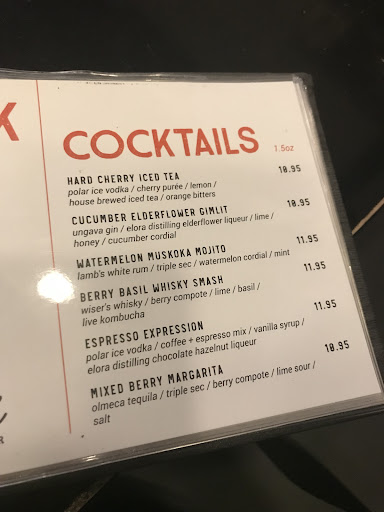 COCKTAILS 1.5oz
HARD CHERRY ICED TEA 10.95
polar ice vodka / cherry purée / lemon /
house brewed iced tea / orange bitters
CUCUMBER ELDERFLOWER GIMLIT 10.95
ungava gin / elora distilling elderflower liqueur / lime /
honey / cucumber cordial
WATERMELON MUSKOKA MOJITO 11.95
lamb's white rum / triple sec / watermelon cordial / mint
BERRY BASIL WHISKY SMASH 11.95
wiser's whisky / berry compote / lime / basil /
live kombucha
ESPRESSO EXPRESSION 11.95
polar ice vodka / coffee + espresso mix / vanilla syrup /
elora distilling chocolate hazelnut liqueur
MIXED BERRY MARGARITA 10.95
olmeca tequila / triple sec / berry compote / lime sour /
salt